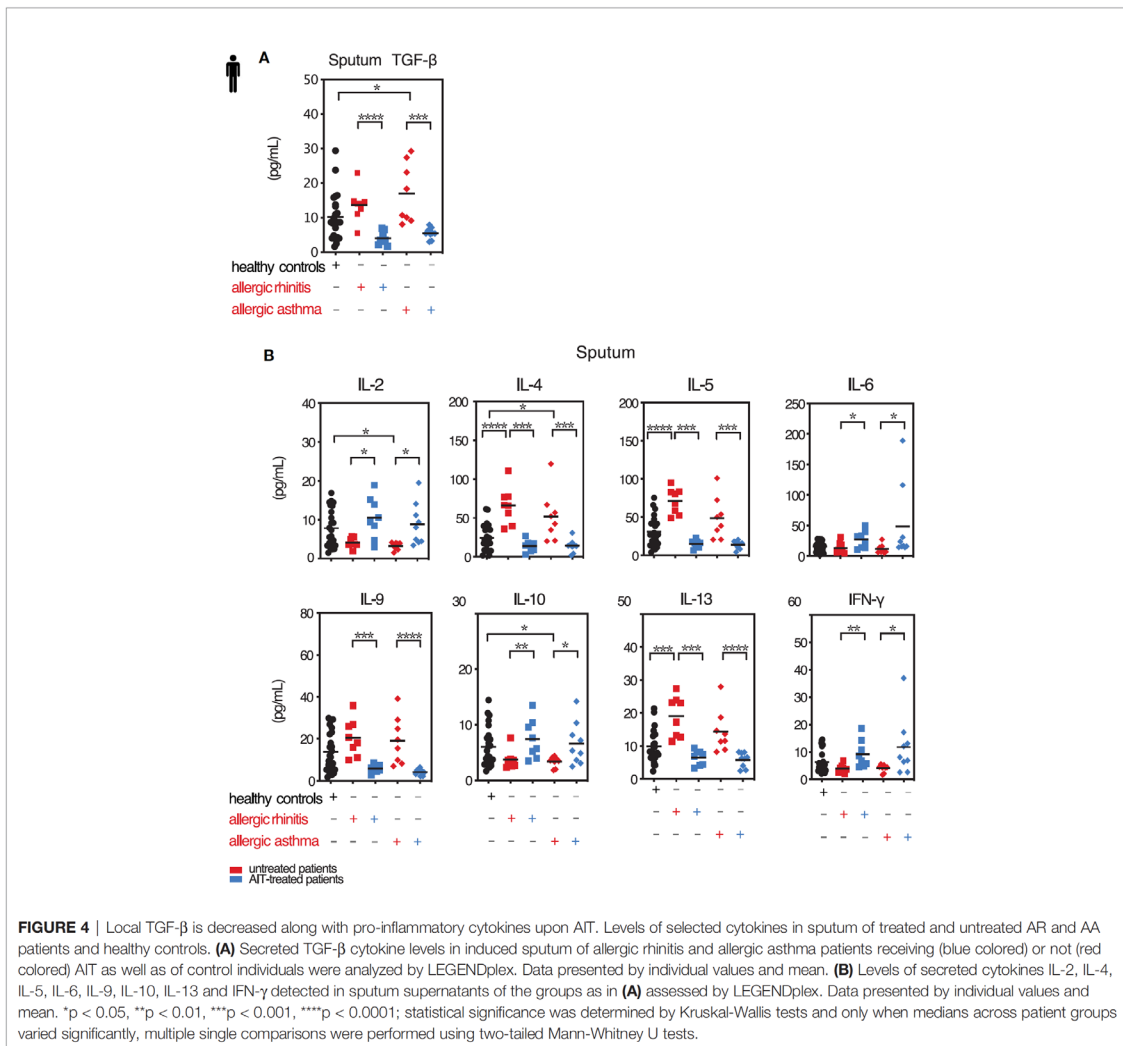 A
Sputum TGF-β
50
*
40
**** ***
30
(pg/mL)
20
10
0
healthy controls + – – – –
allergic rhinitis – + + – –
allergic asthma – – – + +
B
Sputum
IL-2 IL-4 IL-5 IL-6
40 200 200 250
*
**** *** **** *** *** * *
200
30 150 150
*** 150
(pg/mL)
20 * 100 100
* * 100
10 50 50
50
0 0 0 0
IL-9 IL-10 IL-13 IFN-γ
80 30 50 60
*** **** * *** *** **** ** *
** *
60 20 40 50
40
(pg/mL)
40 30
10 20 30
20 20
10 10
0 0 0 0
healthy controls + – – – – + – – – – + – – – – + – – – –
allergic rhinitis – + + – – – + + – – – + + – – – + + – –
allergic asthma – – – + + – – – + + – – – + + – – – + +
untreated patients
AIT-treated patients
FIGURE 4 | Local TGF-β is decreased along with pro-inflammatory cytokines upon AIT. Levels of selected cytokines in sputum of treated and untreated AR and AA
patients and healthy controls. (A) Secreted TGF-β cytokine levels in induced sputum of allergic rhinitis and allergic asthma patients receiving (blue colored) or not (red
colored) AIT as well as of control individuals were analyzed by LEGENDplex. Data presented by individual values and mean. (B) Levels of secreted cytokines IL-2, IL-4,
IL-5, IL-6, IL-9, IL-10, IL-13 and IFN-γ detected in sputum supernatants of the groups as in (A) assessed by LEGENDplex. Data presented by individual values and
mean. *p < 0.05, **p < 0.01, ***p < 0.001, ****p < 0.0001; statistical significance was determined by Kruskal-Wallis tests and only when medians across patient groups
varied significantly, multiple single comparisons were performed using two-tailed Mann-Whitney U tests.